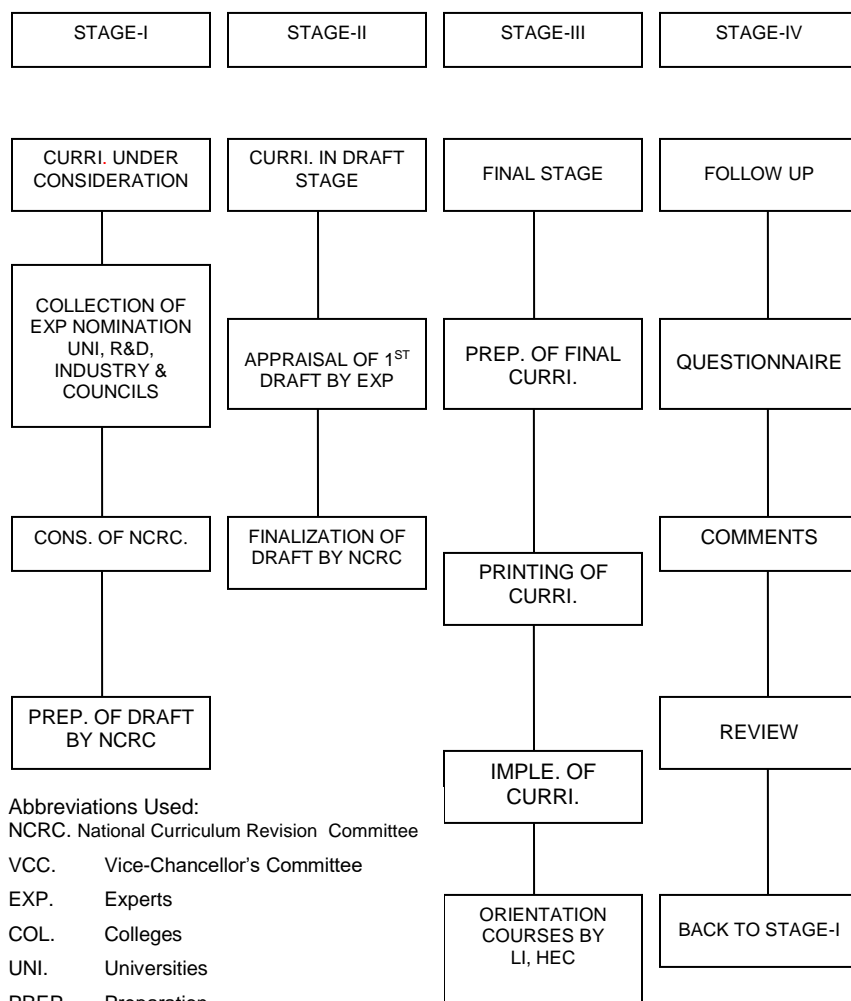 STAGE-I
STAGE-II
STAGE-III
STAGE-IV
CURRI. UNDER
CONSIDERATION
CURRI. IN DRAFT
STAGE
FINAL STAGE
FOLLOW UP
COLLECTION OF
EXP NOMINATION
UNI, R&D,
INDUSTRY &
COUNCILS
APPRAISAL OF 1ST
DRAFT BY EXP
PREP. OF FINAL
CURRI.
QUESTIONNAIRE
CONS. OF NCRC.
FINALIZATION OF
DRAFT BY NCRC
PRINTING OF
CURRI.
COMMENTS
PREP. OF DRAFT
BY NCRC
IMPLE. OF
CURRI.
REVIEW
ORIENTATION
COURSES BY
LI, HEC
BACK TO STAGE-I
Abbreviations Used:
NCRC. National Curriculum Revision Committee
VCC. Vice-Chancellor's Committee
EXP. Experts
COL. Colleges
UNI. Universities
PREP. Preparation